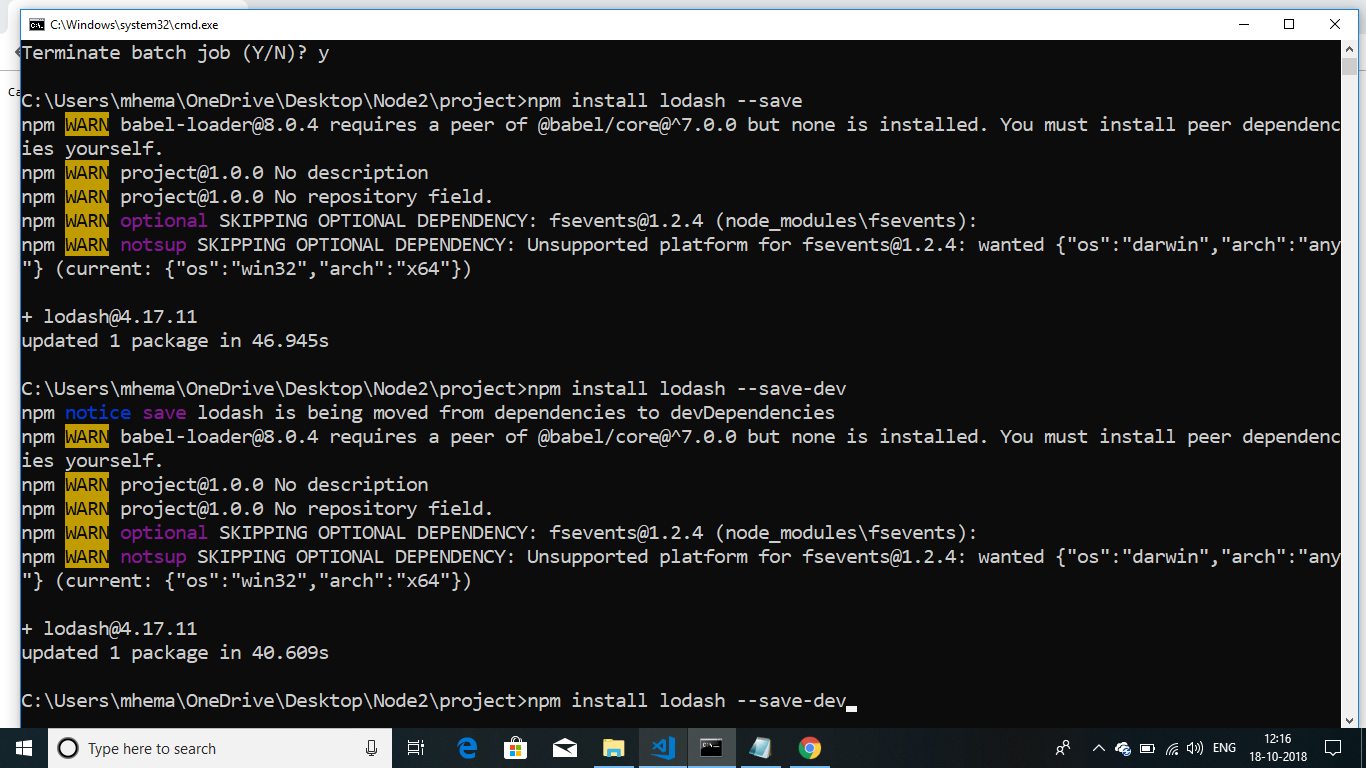 C:\Windows\system32\cmd.exe
Terminate batch job (Y/N)? y
Ca
C:\Users\mhema\OneDrive\Desktop\Node2\project>npm install lodash --save
npm WARN babel-loader@8.0.4 requires a peer of @babel/core@^7.0.0 but none is installed. You must install peer dependenc
ies yourself.
npm WARN project@1.0.0 No description
npm WARN project@1.0.0 No repository field.
npm WARN optional SKIPPING OPTIONAL DEPENDENCY: fsevents@1.2.4 (node_modules\fsevents):
npm WARN notsup SKIPPING OPTIONAL DEPENDENCY: Unsupported platform for fsevents@1.2.4: wanted {"os":"darwin","arch":"any
"} (current: {"os":"win32","arch":"x64"})
+ lodash@4.17.11
updated 1 package in 46.945s
C:\Users\mhema\OneDrive\Desktop\Node2\project>npm install lodash --save-dev
npm notice save lodash is being moved from dependencies to devDependencies
npm WARN babel-loader@8.0.4 requires a peer of @babel/core@^7.0.0 but none is installed. You must install peer dependenc
ies yourself.
npm WARN project@1.0.0 No description
npm WARN project@1.0.0 No repository field.
npm WARN optional SKIPPING OPTIONAL DEPENDENCY: fsevents@1.2.4 (node_modules\fsevents):
npm WARN notsup SKIPPING OPTIONAL DEPENDENCY: Unsupported platform for fsevents@1.2.4: wanted {"os":"darwin","arch":"any
"} (current: {"os":"win32","arch":"x64"})
+ lodash@4.17.11
updated 1 package in 40.609s
C:\Users\mhema\OneDrive\Desktop\Node2\project>npm install lodash --save-dev
Type here to search
ENG
12:16
18-10-2018